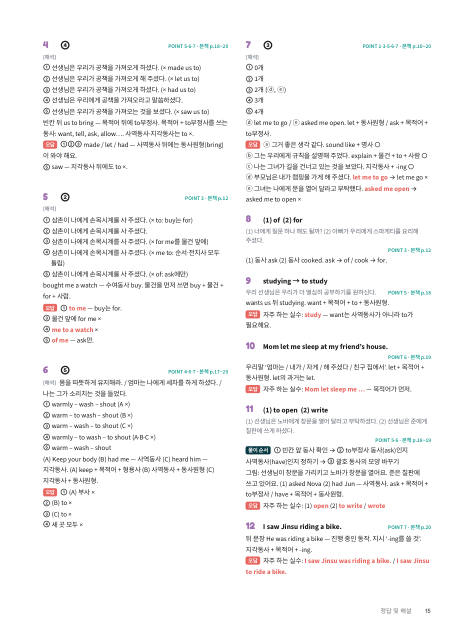 4 ④ POINT 5·6·7 · 본책 p.18~20
[해석]
① 선생님은 우리가 공책을 가져오게 하셨다. (× made us to)
② 선생님은 우리가 공책을 가져오게 해 주셨다. (× let us to)
③ 선생님은 우리가 공책을 가져오게 하셨다. (× had us to)
④ 선생님은 우리에게 공책을 가져오라고 말씀하셨다.
⑤ 선생님은 우리가 공책을 가져오는 것을 보셨다. (× saw us to)
빈칸 뒤 us to bring — 목적어 뒤에 to부정사. 목적어 + to부정사를 쓰는
동사: want, tell, ask, allow…. 사역동사·지각동사는 to ×.
오답 ①②③ made / let / had — 사역동사 뒤에는 동사원형(bring)
이 와야 해요.
⑤ saw — 지각동사 뒤에도 to ×.
5 ② POINT 3 · 본책 p.12
[해석]
① 삼촌이 나에게 손목시계를 사 주셨다. (× to: buy는 for)
② 삼촌이 나에게 손목시계를 사 주셨다.
③ 삼촌이 나에게 손목시계를 사 주셨다. (× for me를 물건 앞에)
④ 삼촌이 나에게 손목시계를 사 주셨다. (× me to: 순서·전치사 모두
틀림)
⑤ 삼촌이 나에게 손목시계를 사 주셨다. (× of: ask에만)
bought me a watch — 수여동사 buy. 물건을 먼저 쓰면 buy + 물건 +
for + 사람.
오답 ① to me — buy는 for.
③ 물건 앞에 for me ×
④ me to a watch ×
⑤ of me — ask만.
6 ⑤ POINT 4·6·7 · 본책 p.17~20
[해석] 몸을 따뜻하게 유지해라. / 엄마는 나에게 세차를 하게 하셨다. /
나는 그가 소리치는 것을 들었다.
① warmly – wash – shout (A ×)
② warm – to wash – shout (B ×)
③ warm – wash – to shout (C ×)
④ warmly – to wash – to shout (A·B·C ×)
⑤ warm – wash – shout
(A) Keep your body (B) had me — 사역동사 (C) heard him —
지각동사. (A) keep + 목적어 + 형용사 (B) 사역동사 + 동사원형 (C)
지각동사 + 동사원형.
오답 ① (A) 부사 ×
② (B) to ×
③ (C) to ×
④ 세 곳 모두 ×
7 ③ POINT 1·3·5·6·7 · 본책 p.10~20
[해석]
① 0개
② 1개
③ 2개 (ⓓ, ⓔ)
④ 3개
⑤ 4개
ⓓ let me to go / ⓔ asked me open. let + 동사원형 / ask + 목적어 +
to부정사.
오답 ⓐ 그거 좋은 생각 같다. sound like + 명사 ○
ⓑ 그는 우리에게 규칙을 설명해 주었다. explain + 물건 + to + 사람 ○
ⓒ 나는 그녀가 길을 건너고 있는 것을 보았다. 지각동사 + -ing ○
ⓓ 부모님은 내가 캠핑을 가게 해 주셨다. let me to go → let me go ×
ⓔ 그녀는 나에게 문을 열어 달라고 부탁했다. asked me open →
asked me to open ×
8 (1) of (2) for
(1) 너에게 질문 하나 해도 될까? (2) 아빠가 우리에게 스파게티를 요리해
주셨다.
POINT 3 · 본책 p.12
(1) 동사 ask (2) 동사 cooked. ask → of / cook → for.
9 studying → to study
우리 선생님은 우리가 더 열심히 공부하기를 원하신다. POINT 5 · 본책 p.18
wants us 뒤 studying. want + 목적어 + to + 동사원형.
오답 자주 하는 실수: study — want는 사역동사가 아니라 to가
필요해요.
10 Mom let me sleep at my friend's house.
POINT 6 · 본책 p.19
우리말 '엄마는 / 내가 / 자게 / 해 주셨다 / 친구 집에서'. let + 목적어 +
동사원형. let의 과거는 let.
오답 자주 하는 실수: Mom let sleep me … — 목적어가 먼저.
11 (1) to open (2) write
(1) 선생님은 노바에게 창문을 열어 달라고 부탁하셨다. (2) 선생님은 준에게
칠판에 쓰게 하셨다.
POINT 5·6 · 본책 p.18~19
풀이 순서 ① 빈칸 앞 동사 확인 → ② to부정사 동사(ask)인지
사역동사(have)인지 정하기 → ③ 괄호 동사의 모양 바꾸기
그림: 선생님이 창문을 가리키고 노바가 창문을 열어요. 준은 칠판에
쓰고 있어요. (1) asked Nova (2) had Jun — 사역동사. ask + 목적어 +
to부정사 / have + 목적어 + 동사원형.
오답 자주 하는 실수: (1) open (2) to write / wrote
12 I saw Jinsu riding a bike. POINT 7 · 본책 p.20
뒤 문장 He was riding a bike — 진행 중인 동작. 지시 '-ing를 쓸 것'.
지각동사 + 목적어 + -ing.
오답 자주 하는 실수: I saw Jinsu was riding a bike. / I saw Jinsu
to ride a bike.
정답 및 해설 15